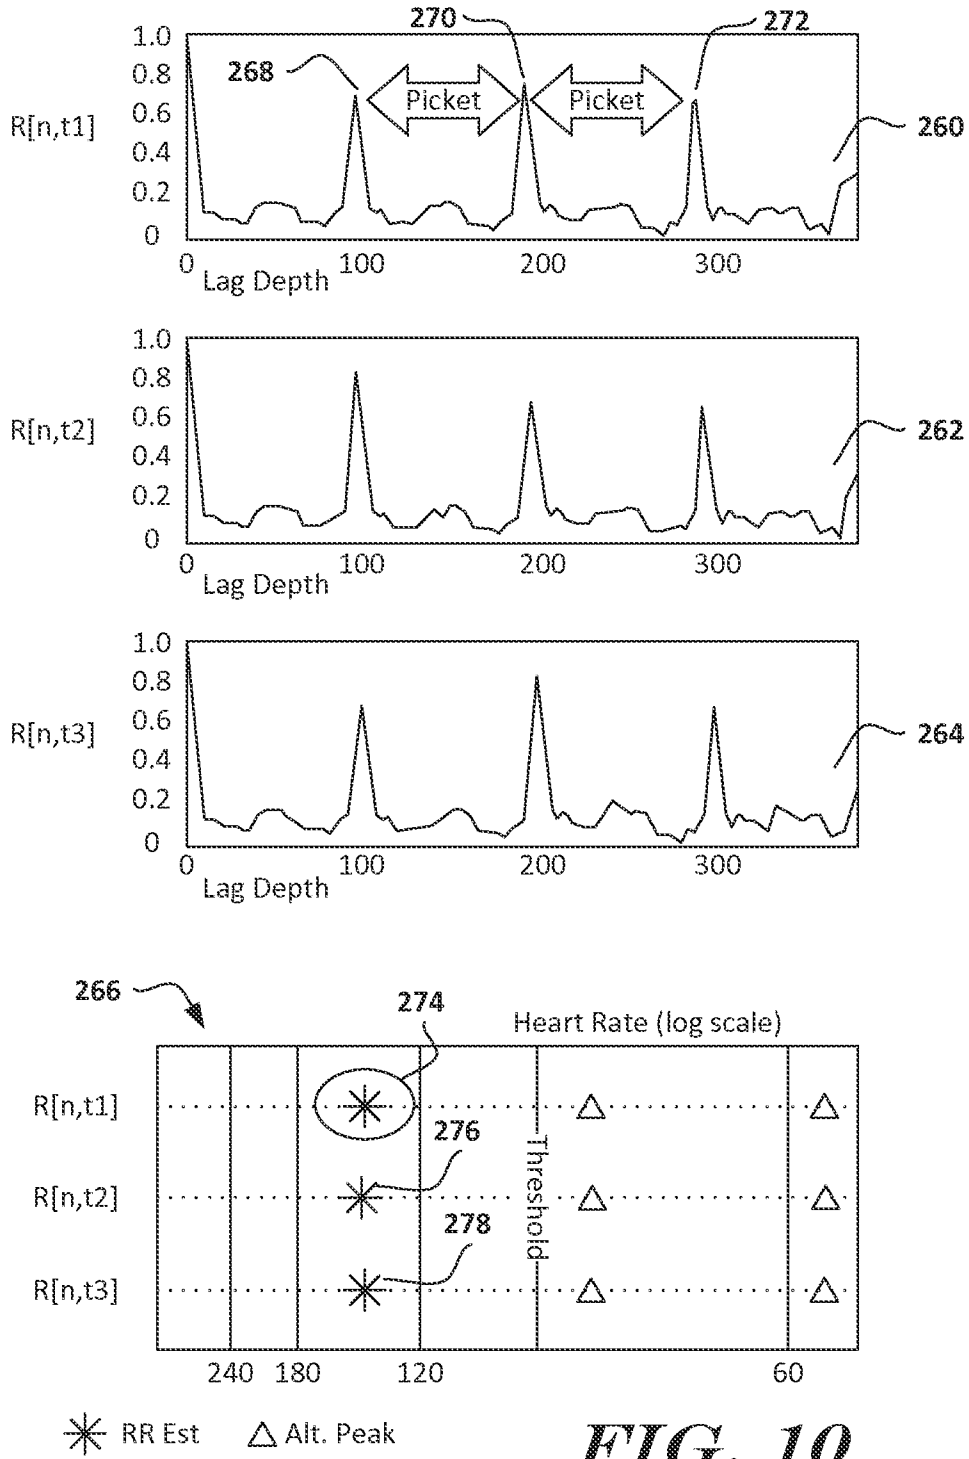 270
272
1.0
0.8
268
Picket
Picket
0.6
R[n,t1]
260
0.4
0.2
0
0
100
200
300
Lag Depth
1.0
0.8
0.6
R[n,t2]
262
0.4
0.2
0
0
100
200
300
Lag Depth
1.0
0.8
0.6
R[n,t3]
264
0.4
0.2
0
0
100
200
300
Lag Depth
266
274
Heart Rate (log scale)
R[n,t1]
276
Threshold
R[n,t2]
278
R[n,t3]
240
180
120
60
RR Est
Alt. Peak
FIG. 10